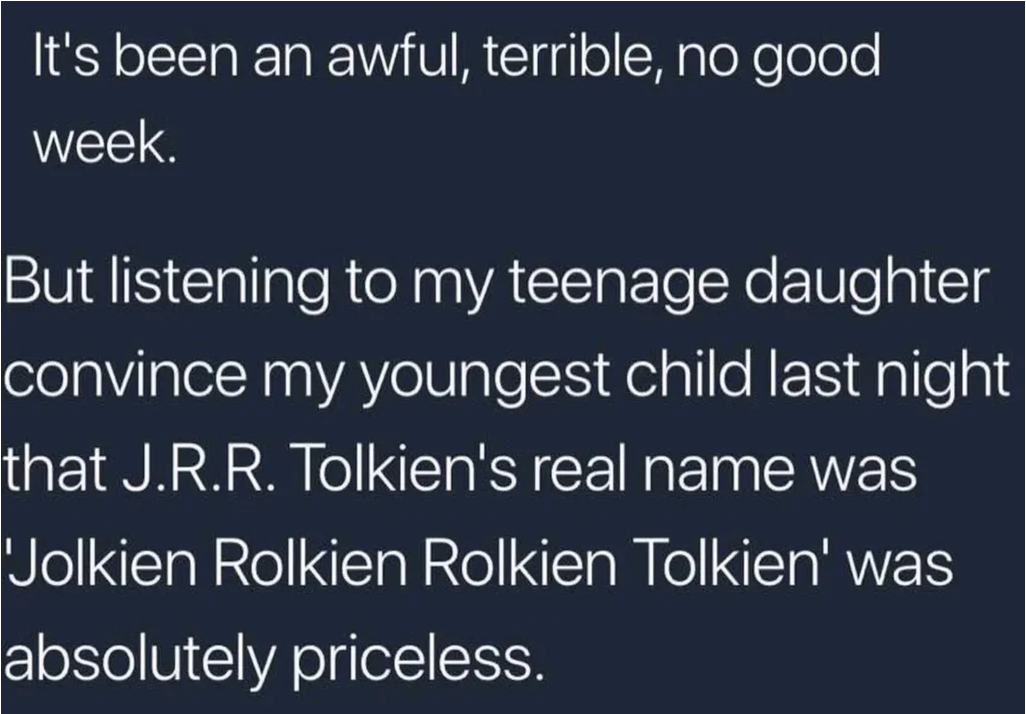 It's been an awful, terrible, no good
week.
But listening to my teenage daughter
convince my youngest child last night
that J.R.R. Tolkien's real name was
'Jolkien Rolkien Rolkien Tolkien' was
absolutely priceless.